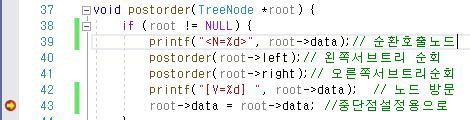 37 void postorder(TreeNode *root) {
38 if (root != NULL) {
39 printf("<N=%d>", root->data);// 순환호출노드
40 postorder(root->left);// 왼쪽서브트리 순회
41 postorder(root->right);// 오른쪽서브트리순회
42 printf("[V=%d] ", root->data); // 노드 방문
43 root->data = root->data; //중단점설정용으로